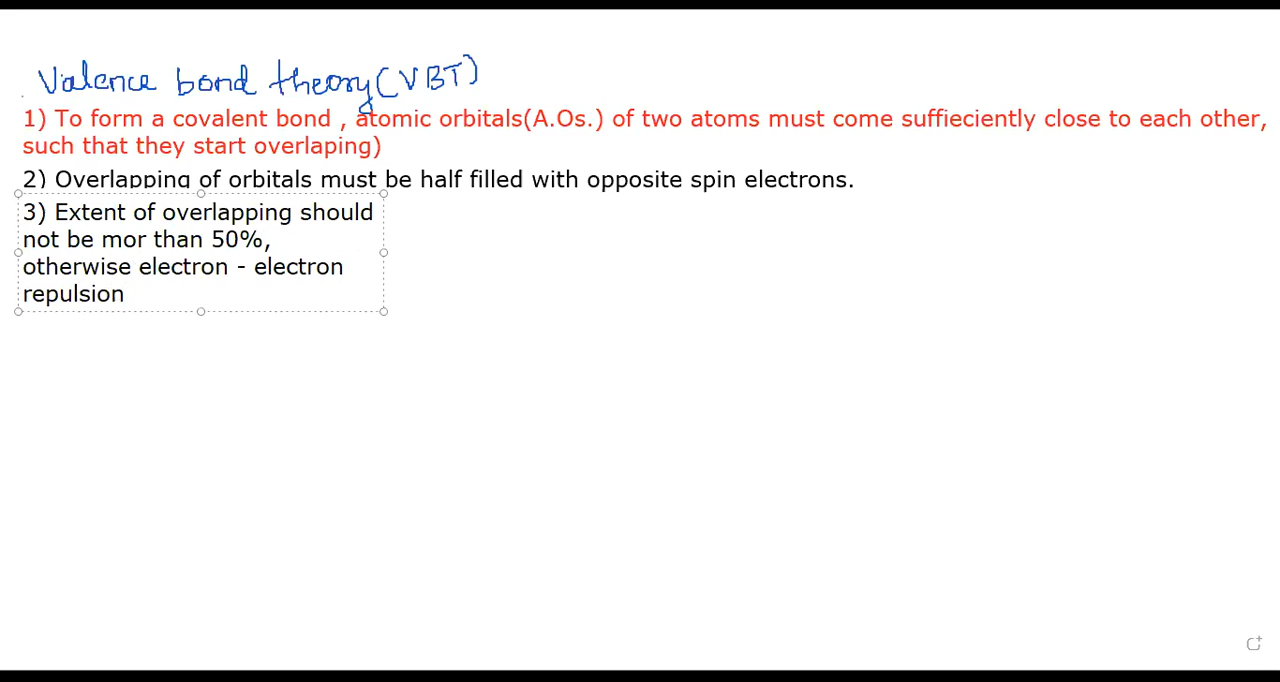 Valence bond theory(VBT)
1) To form a covalent bond , atomic orbitals(A.Os.) of two atoms must come suffieciently close to each other,
such that they start overlaping)
2) Overlapping of orbitals must be half filled with opposite spin electrons.
3) Extent of overlapping should
not be mor than 50%,
otherwise electron - electron
repulsion